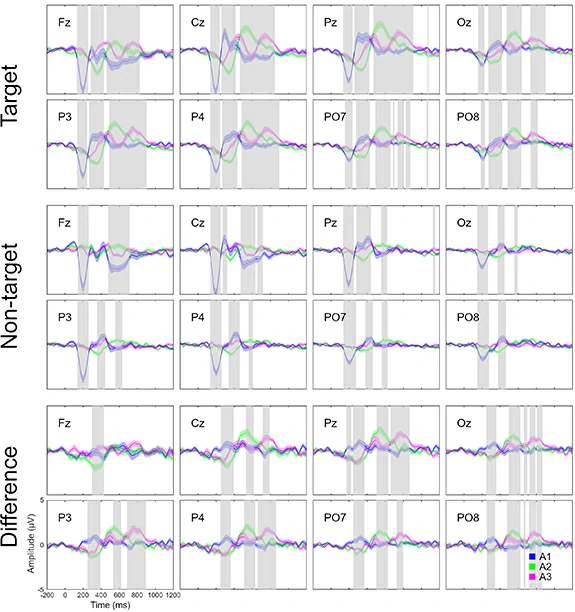 Target
Fz Cz Pz Oz
P3 P4 PO7 PO8
Non-target
Fz Cz Pz Oz
P3 P4 PO7 PO8
Difference
Fz Cz Pz Oz
P3 P4 PO7 PO8
5
0
-5
Amplitude (µV)
-200 0 200 400 600 800 1000 1200
Time (ms)
A1
A2
A3